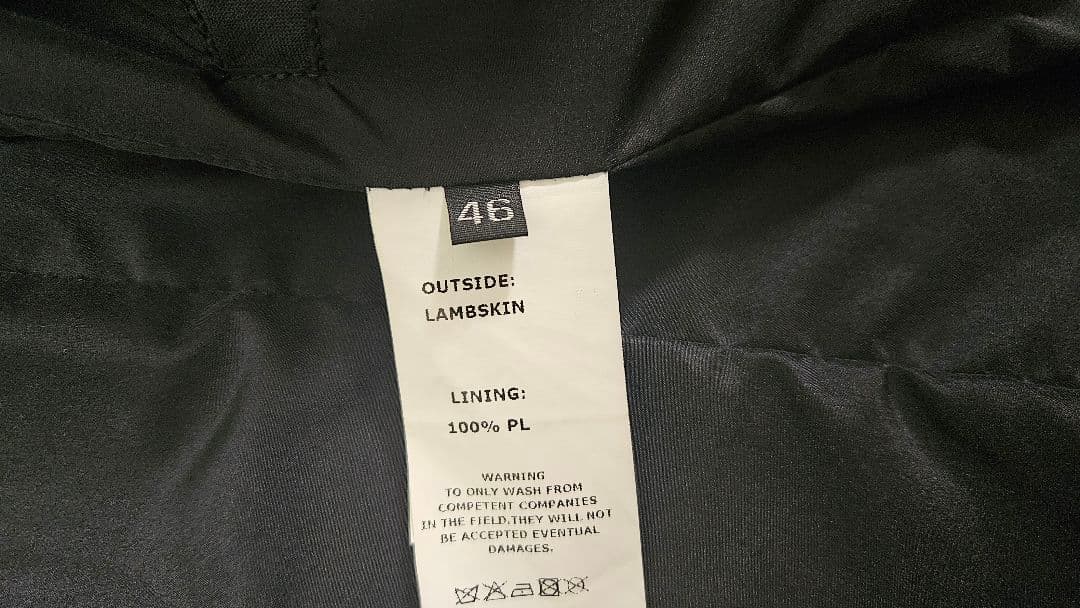 46
OUTSIDE:
LAMBSKIN
LINING:
100% PL
WARNING
TO ONLY WASH FROM
COMPETENT COMPANIES
IN THE FIELD.THEY WILL NOT
BE ACCEPTED EVENTUAL
DAMAGES.